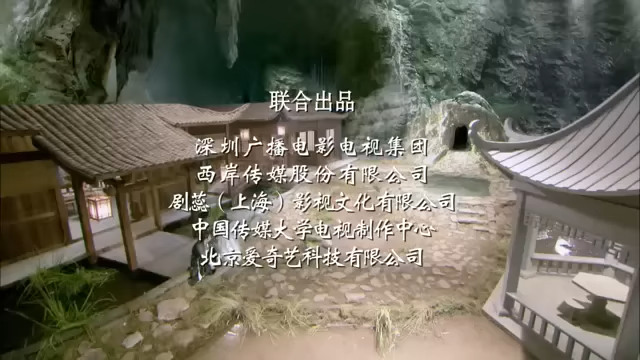 联合出品
深圳广播电影电视集团
西岸传媒股份有限公司
剧蕊（上海）影视文化有限公司
中国传媒大学电视制作中心
北京爱奇艺科技有限公司